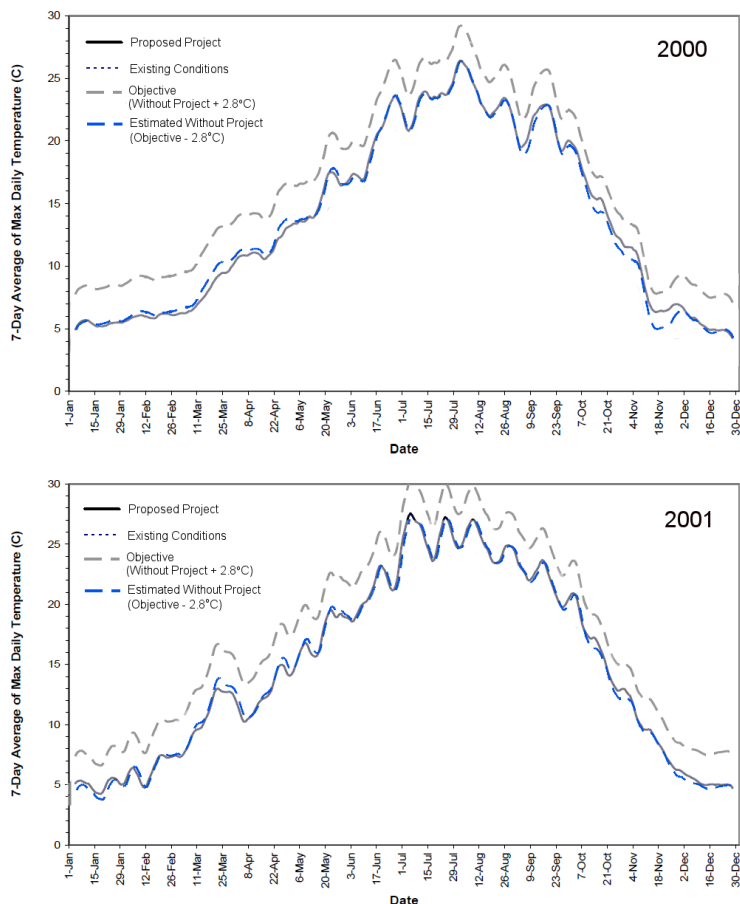 30
25
20
15
10
5
0
7-Day Average of Max Daily Temperature (C)
Proposed Project
Existing Conditions
Objective
(Without Project + 2.8°C)
Estimated Without Project
(Objective - 2.8°C)
2000
1-Jan
15-Jan
29-Jan
12-Feb
26-Feb
11-Mar
25-Mar
8-Apr
22-Apr
6-May
20-May
3-Jun
17-Jun
1-Jul
15-Jul
29-Jul
12-Aug
26-Aug
9-Sep
23-Sep
7-Oct
21-Oct
4-Nov
18-Nov
2-Dec
16-Dec
30-Dec
Date
30
25
20
15
10
5
0
7-Day Average of Max Daily Temperature (C)
Proposed Project
Existing Conditions
Objective
(Without Project + 2.8°C)
Estimated Without Project
(Objective - 2.8°C)
2001
1-Jan
15-Jan
29-Jan
12-Feb
26-Feb
11-Mar
25-Mar
8-Apr
22-Apr
6-May
20-May
3-Jun
17-Jun
1-Jul
15-Jul
29-Jul
12-Aug
26-Aug
9-Sep
23-Sep
7-Oct
21-Oct
4-Nov
18-Nov
2-Dec
16-Dec
30-Dec
Date